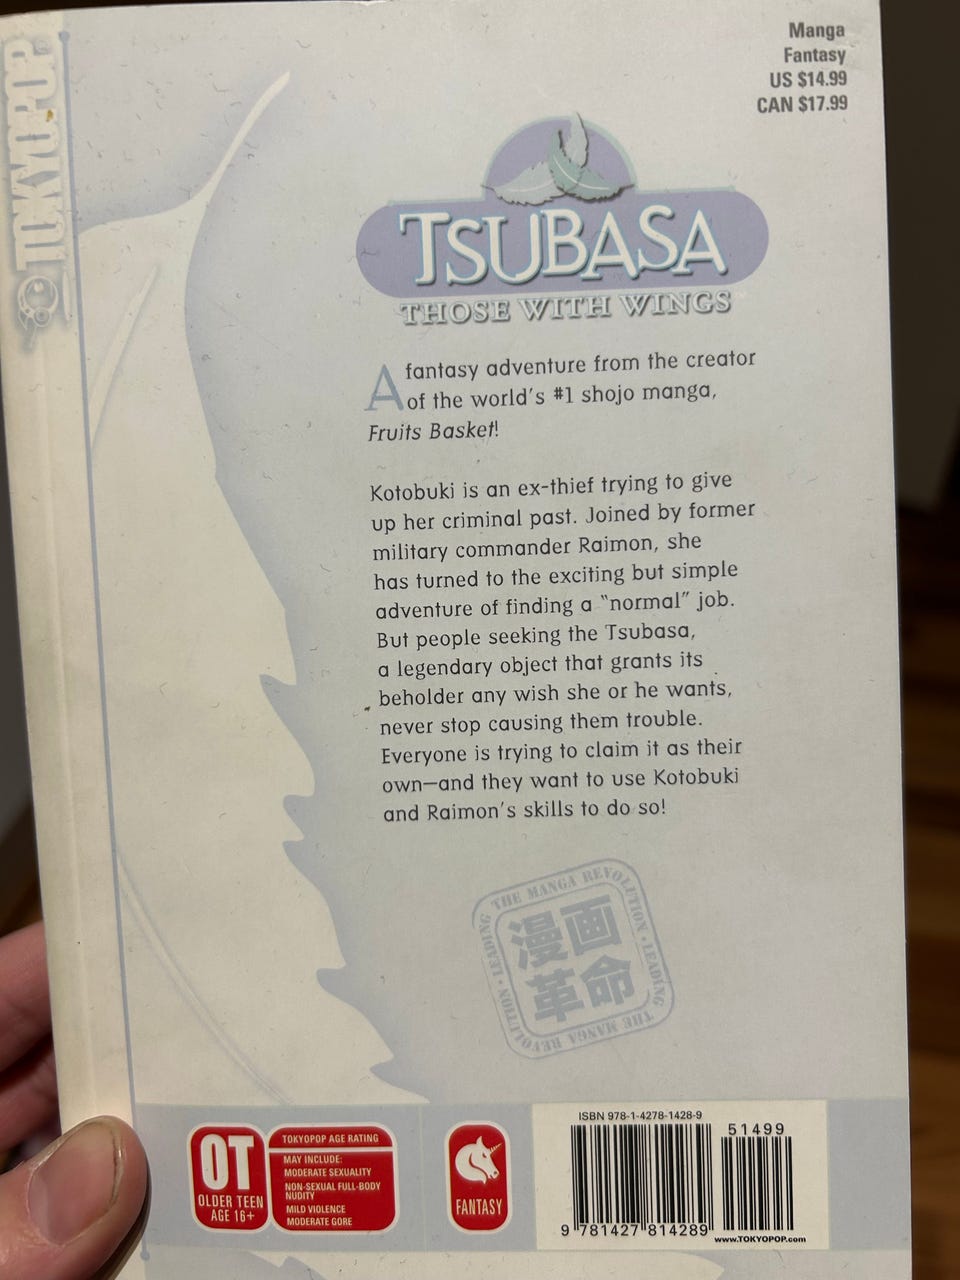 TOKYOPOP
Manga
Fantasy
US $14.99
CAN $17.99
TSUBASA
THOSE WITH WINGS
A fantasy adventure from the creator
of the world's #1 shojo manga,
Fruits Basket!
Kotobuki is an ex-thief trying to give
up her criminal past. Joined by former
military commander Raimon, she
has turned to the exciting but simple
adventure of finding a "normal" job.
But people seeking the Tsubasa,
a legendary object that grants its
beholder any wish she or he wants,
never stop causing them trouble.
Everyone is trying to claim it as their
own—and they want to use Kotobuki
and Raimon's skills to do so!
LEADING THE MANGA REVOLUTION • LEADING THE MANGA REVOLUTION •
漫画
革命
OT
OLDER TEEN
AGE 16+
TOKYOPOP AGE RATING
MAY INCLUDE:
MODERATE SEXUALITY
NON-SEXUAL FULL-BODY
NUDITY
MILD VIOLENCE
MODERATE GORE
FANTASY
ISBN 978-1-4278-1428-9
51499
9 781427 814289
www.TOKYOPOP.com